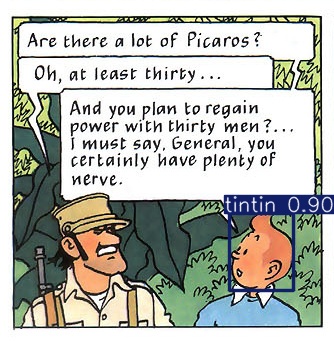 Are there a lot of Picaros?
Oh, at least thirty...
And you plan to regain
power with thirty men?...
I must say, General, you
certainly have plenty of
nerve.
tintin 0.90